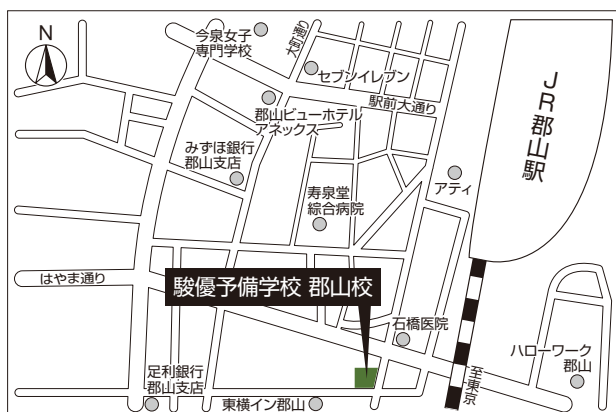 N
今泉女子
専門学校
大町通り
セブンイレブン
駅前大通り
郡山ビューホテル
アネックス
みずほ銀行
郡山支店
JR郡山駅
アティ
寿泉堂
綜合病院
はやま通り
駿優予備学校 郡山校
石橋医院
ハローワーク
郡山
至東京
足利銀行
郡山支店
東横イン郡山